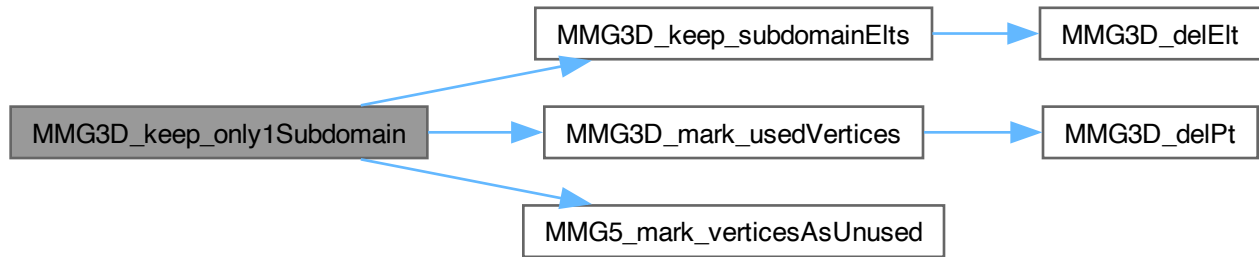 MMG3D_keep_subdomainElts
MMG3D_delElt
MMG3D_keep_only1Subdomain
MMG3D_mark_usedVertices
MMG3D_delPt
MMG5_mark_verticesAsUnused